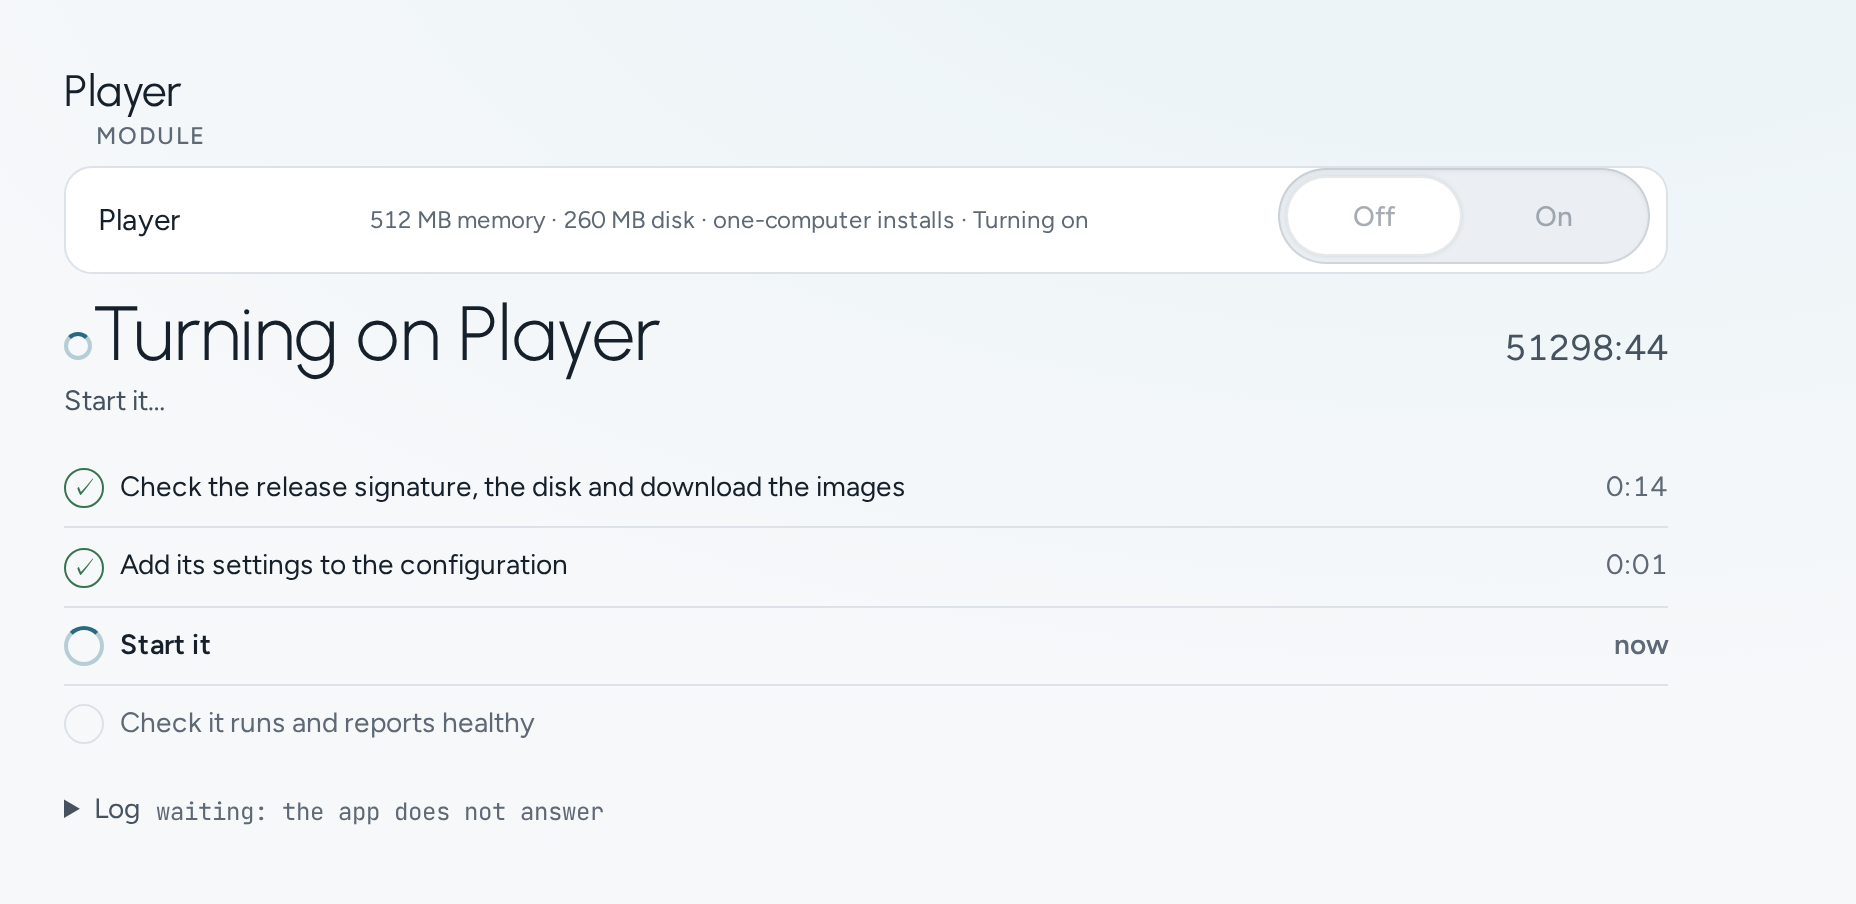 Player
MODULE
Player 512 MB memory · 260 MB disk · one-computer installs · Turning on Off On
Turning on Player 51298:44
Start it...
✓ Check the release signature, the disk and download the images 0:14
✓ Add its settings to the configuration 0:01
Start it now
Check it runs and reports healthy
▶ Log waiting: the app does not answer